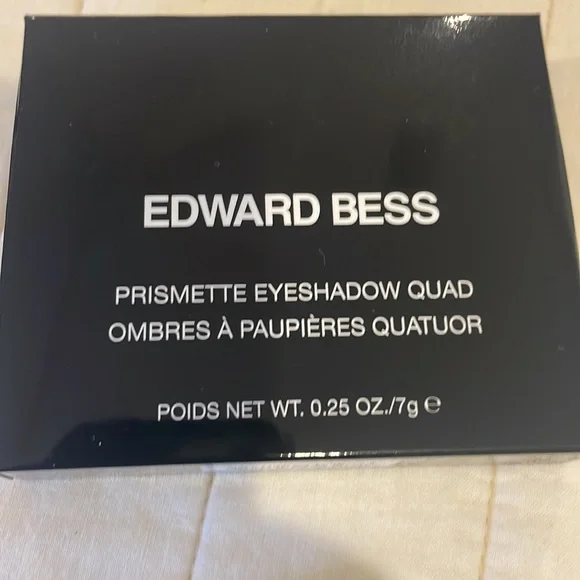 EDWARD BESS
PRISMETTE EYESHADOW QUAD
OMBRES À PAUPIÈRES QUATUOR
POIDS NET WT. 0.25 OZ./7g ℮